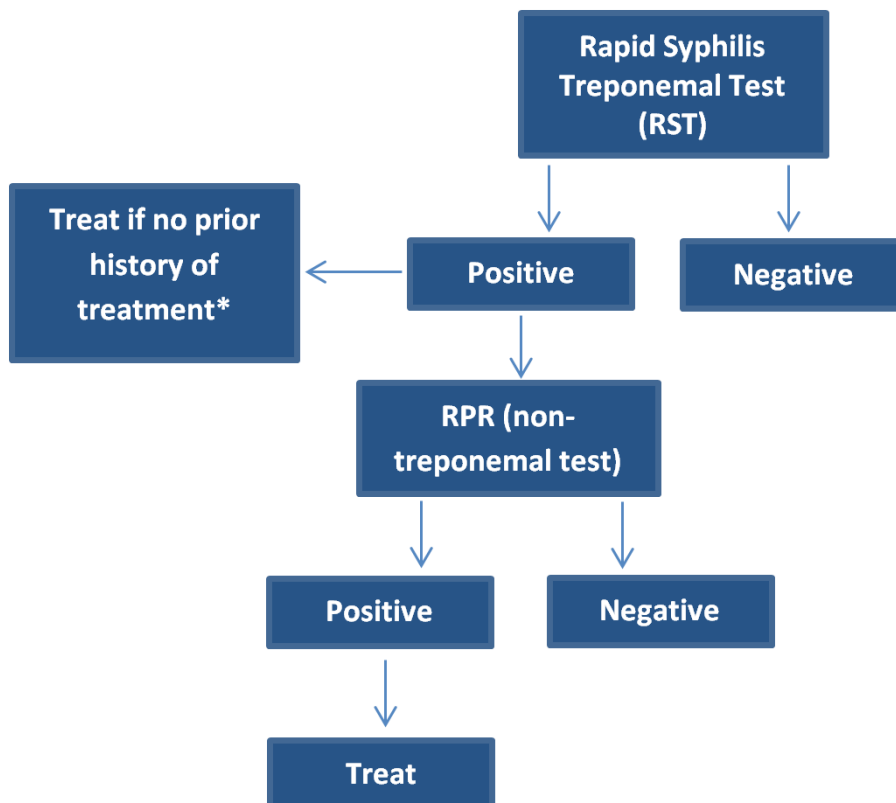 Rapid Syphilis
Treponemal Test
(RST)
Treat if no prior
history of
treatment*
Positive
Negative
RPR (non-
treponemal test)
Positive
Negative
Treat